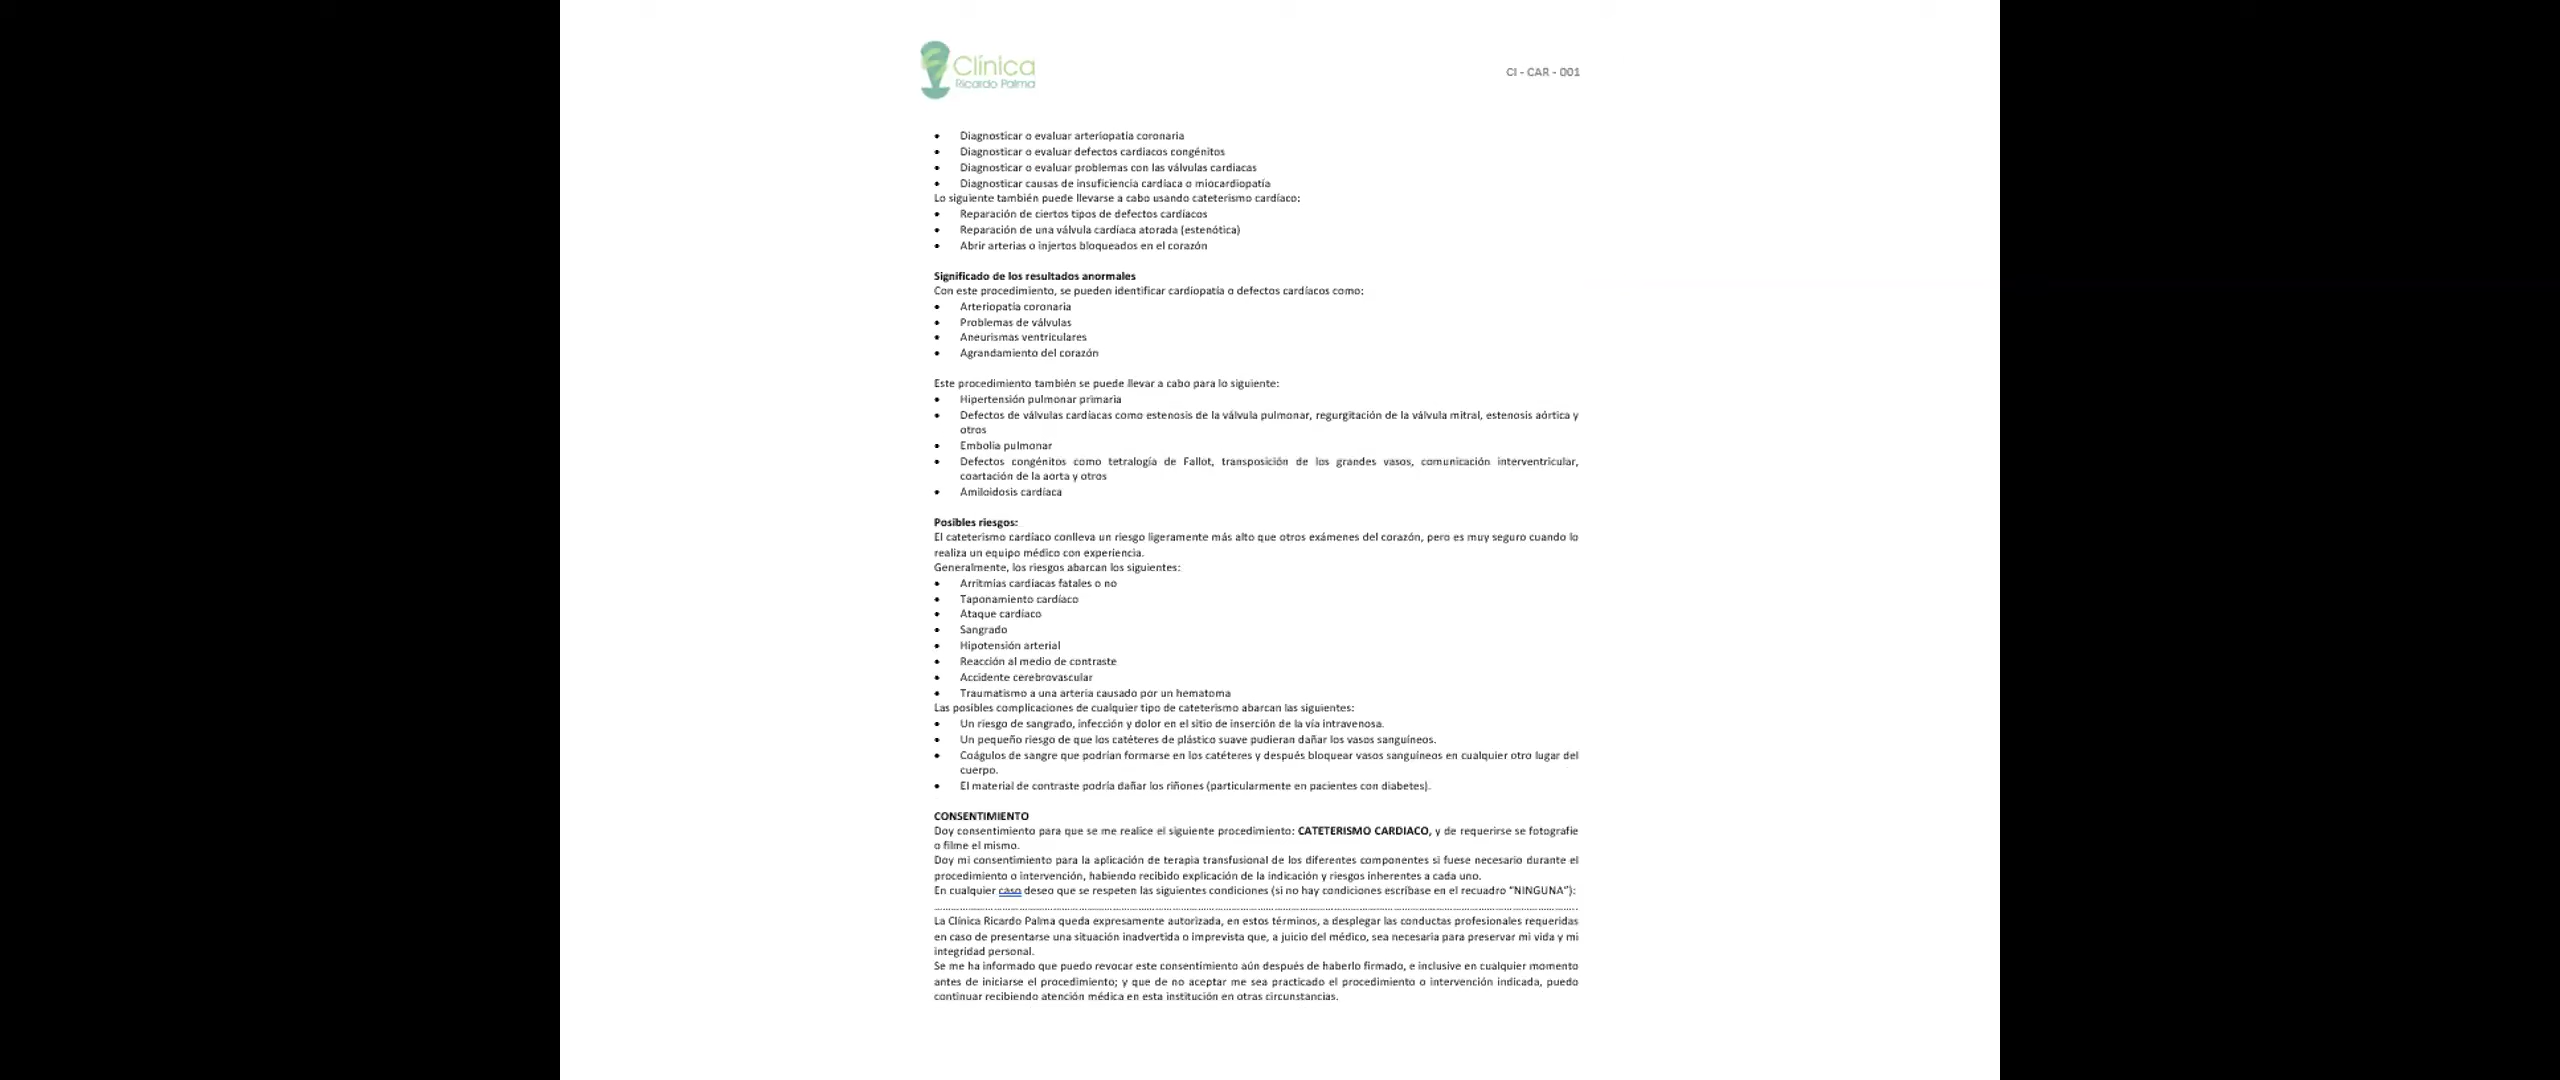 Clínica
Ricardo Palma
CI - CAR - 001
• Diagnosticar o evaluar arteriopatía coronaria
• Diagnosticar o evaluar defectos cardíacos congénitos
• Diagnosticar o evaluar problemas con las válvulas cardíacas
• Diagnosticar causas de insuficiencia cardíaca o miocardiopatía
Lo siguiente también puede llevarse a cabo usando cateterismo cardíaco:
• Reparación de ciertos tipos de defectos cardíacos
• Reparación de una válvula cardíaca atorada (estenótica)
• Abrir arterias o injertos bloqueados en el corazón
Significado de los resultados anormales
Con este procedimiento, se pueden identificar cardiopatía o defectos cardíacos como:
• Arteriopatía coronaria
• Problemas de válvulas
• Aneurismas ventriculares
• Agrandamiento del corazón
Este procedimiento también se puede llevar a cabo para lo siguiente:
• Hipertensión pulmonar primaria
• Defectos de válvulas cardíacas como estenosis de la válvula pulmonar, regurgitación de la válvula mitral, estenosis aórtica y
otros
• Embolia pulmonar
• Defectos congénitos como tetralogía de Fallot, transposición de los grandes vasos, comunicación interventricular,
coartación de la aorta y otros
• Amiloidosis cardíaca
Posibles riesgos:
El cateterismo cardíaco conlleva un riesgo ligeramente más alto que otros exámenes del corazón, pero es muy seguro cuando lo
realiza un equipo médico con experiencia.
Generalmente, los riesgos abarcan los siguientes:
• Arritmias cardíacas fatales o no
• Taponamiento cardíaco
• Ataque cardíaco
• Sangrado
• Hipotensión arterial
• Reacción al medio de contraste
• Accidente cerebrovascular
• Traumatismo a una arteria causado por un hematoma
Las posibles complicaciones de cualquier tipo de cateterismo abarcan las siguientes:
• Un riesgo de sangrado, infección y dolor en el sitio de inserción de la vía intravenosa.
• Un pequeño riesgo de que los catéteres de plástico suave pudieran dañar los vasos sanguíneos.
• Coágulos de sangre que podrían formarse en los catéteres y después bloquear vasos sanguíneos en cualquier otro lugar del
cuerpo.
• El material de contraste podría dañar los riñones (particularmente en pacientes con diabetes).
CONSENTIMIENTO
Doy consentimiento para que se me realice el siguiente procedimiento: CATETERISMO CARDIACO, y de requerirse se fotografie
o filme el mismo.
Doy mi consentimiento para la aplicación de terapia transfusional de los diferentes componentes si fuese necesario durante el
procedimiento o intervención, habiendo recibido explicación de la indicación y riesgos inherentes a cada uno.
En cualquier caso deseo que se respeten las siguientes condiciones (si no hay condiciones escríbase en el recuadro "NINGUNA"):
La Clínica Ricardo Palma queda expresamente autorizada, en estos términos, a desplegar las conductas profesionales requeridas
en caso de presentarse una situación inadvertida o imprevista que, a juicio del médico, sea necesaria para preservar mi vida y mi
integridad personal.
Se me ha informado que puedo revocar este consentimiento aún después de haberlo firmado, e inclusive en cualquier momento
antes de iniciarse el procedimiento; y que de no aceptar me sea practicado el procedimiento o intervención indicada, puedo
continuar recibiendo atención médica en esta institución en otras circunstancias.